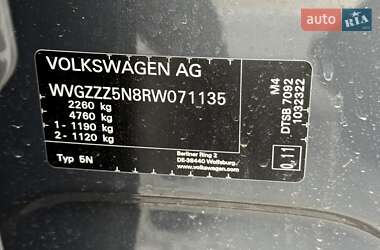 auto RIA
VOLKSWAGEN AG
WVGZZZ5N8RW071135
2260 kg
4760 kg
1 - 1190 kg
2 - 1120 kg
Typ 5N
Berliner Ring 2
DE-38440 Wolfsburg
www.volkswagen.com
M4
DTSB 7092
1032322
0,11